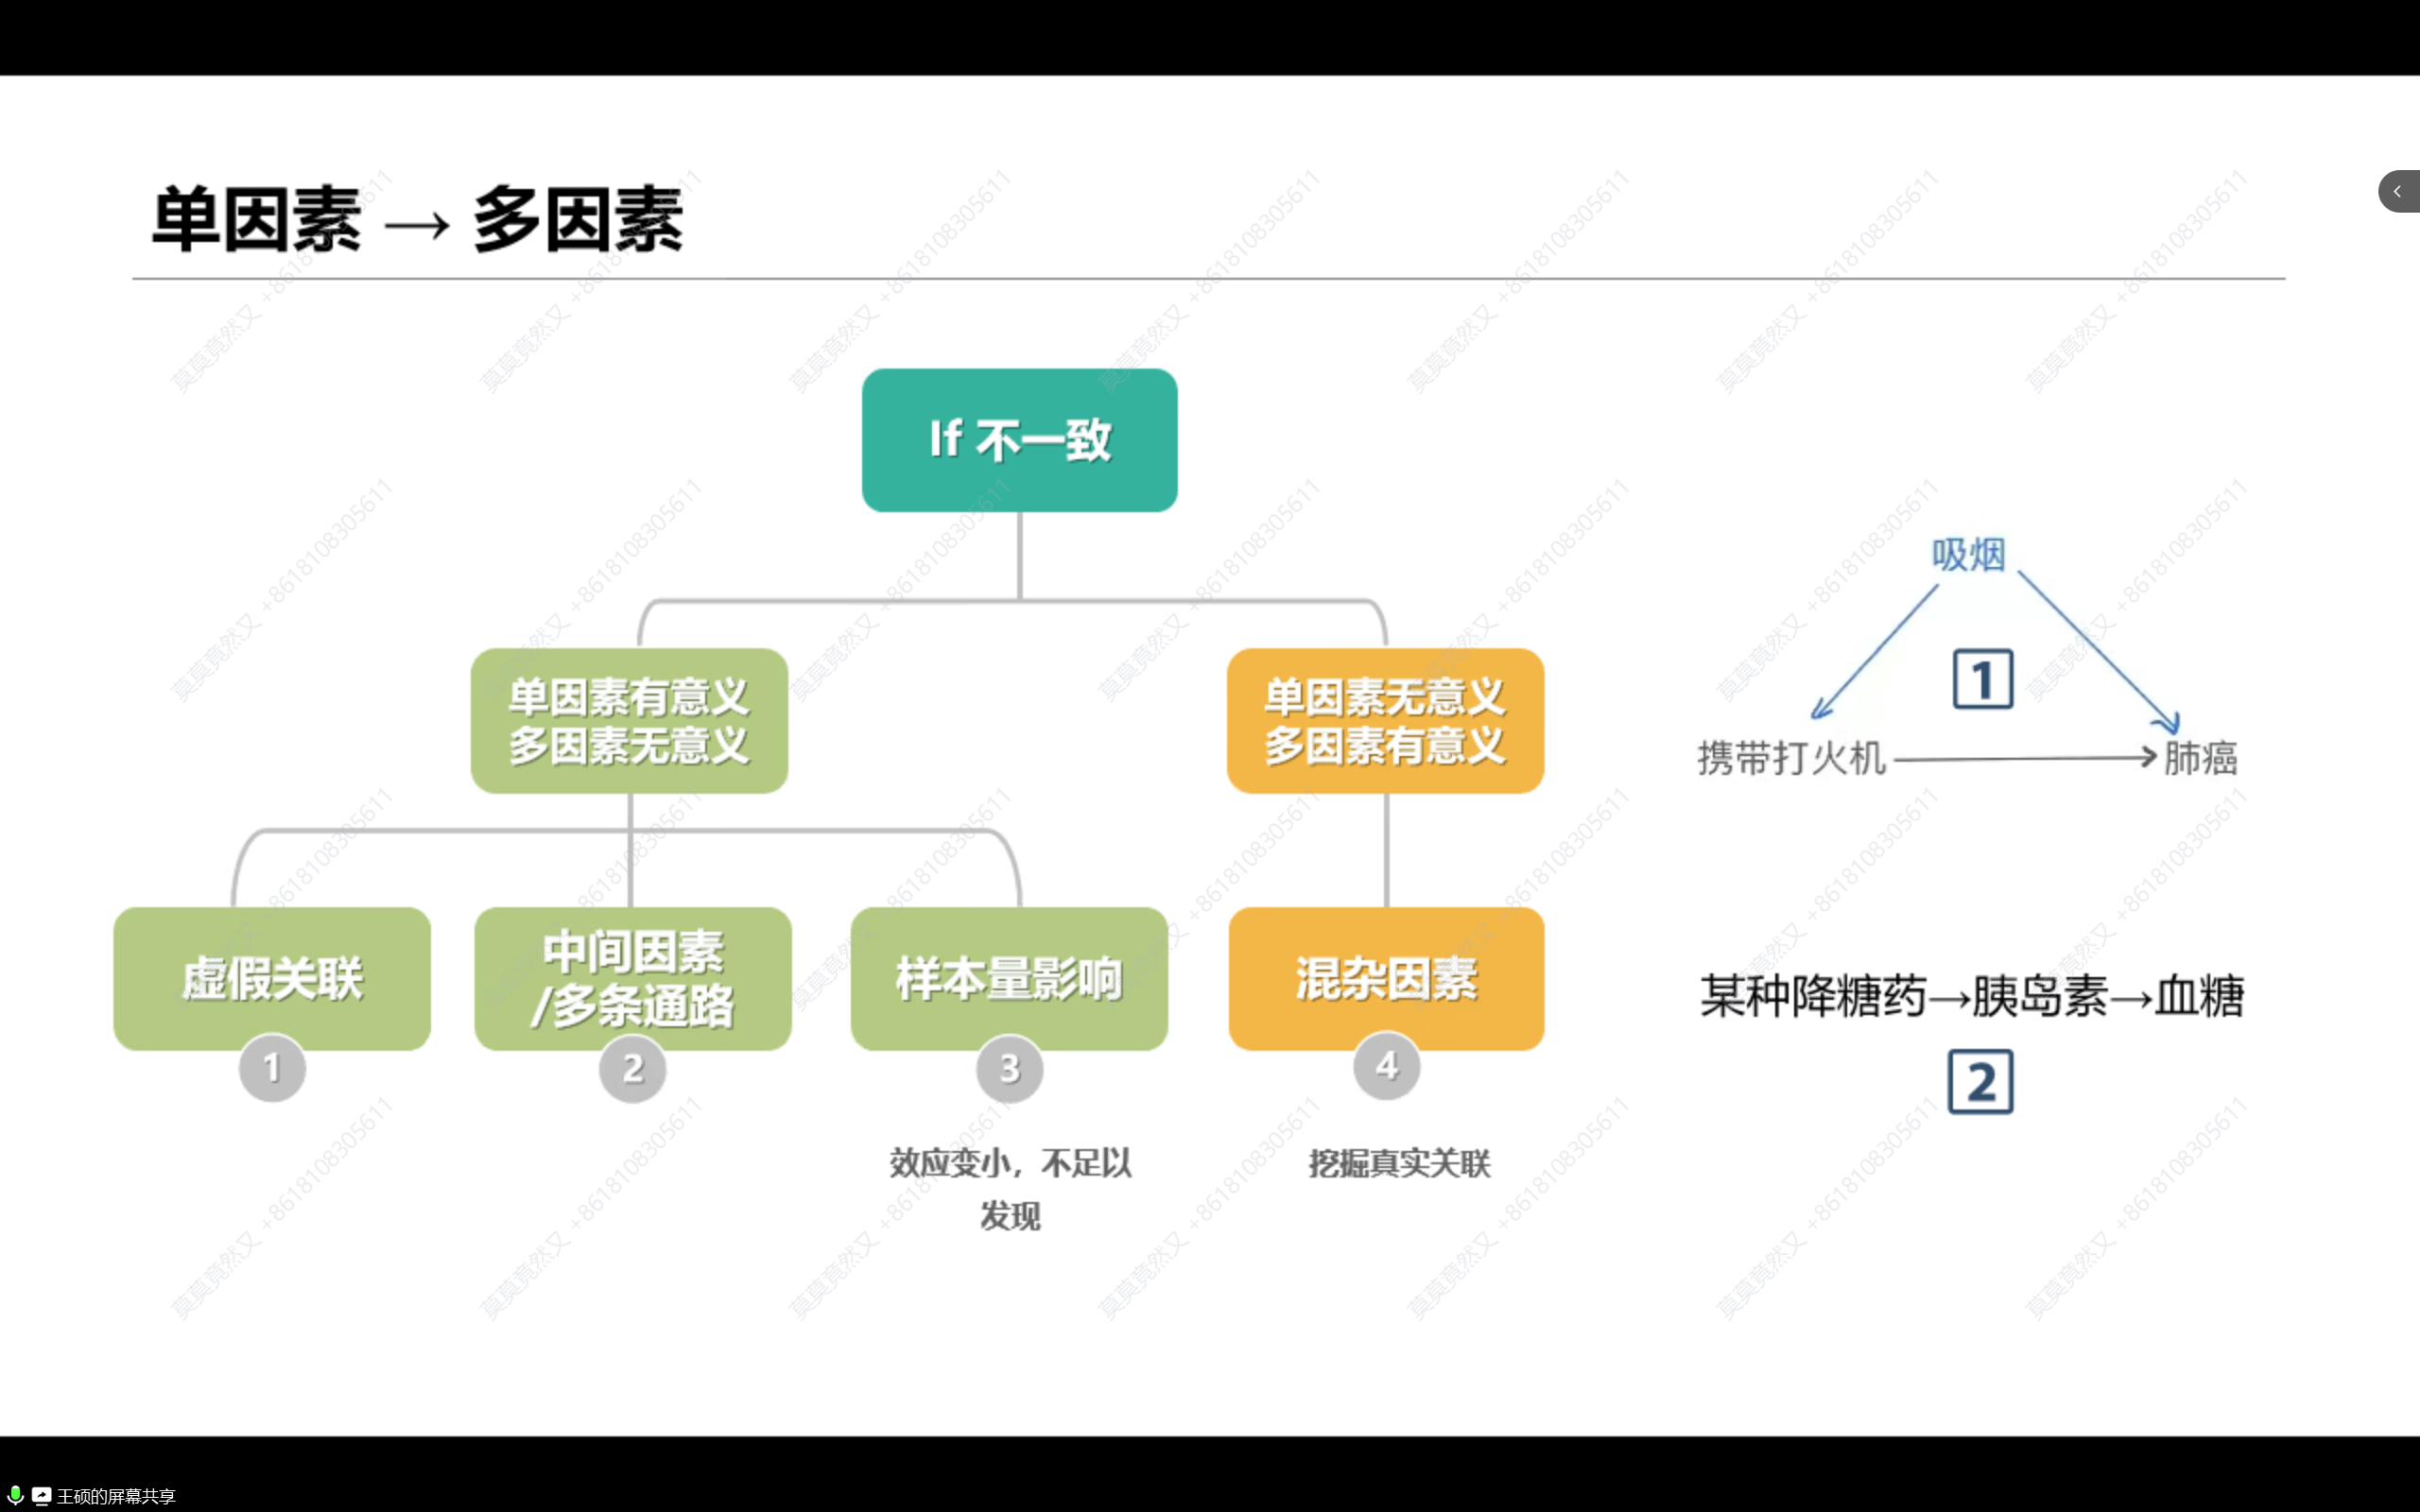 单因素 → 多因素
If 不一致
单因素有意义
多因素无意义
单因素无意义
多因素有意义
虚假关联
中间因素
/多条通路
样本量影响
混杂因素
1
2
3
4
效应变小，不足以
发现
挖掘真实关联
吸烟
1
携带打火机
肺癌
某种降糖药→胰岛素→血糖
2
莫莫竟然又 +8618108305611
王硕的屏幕共享